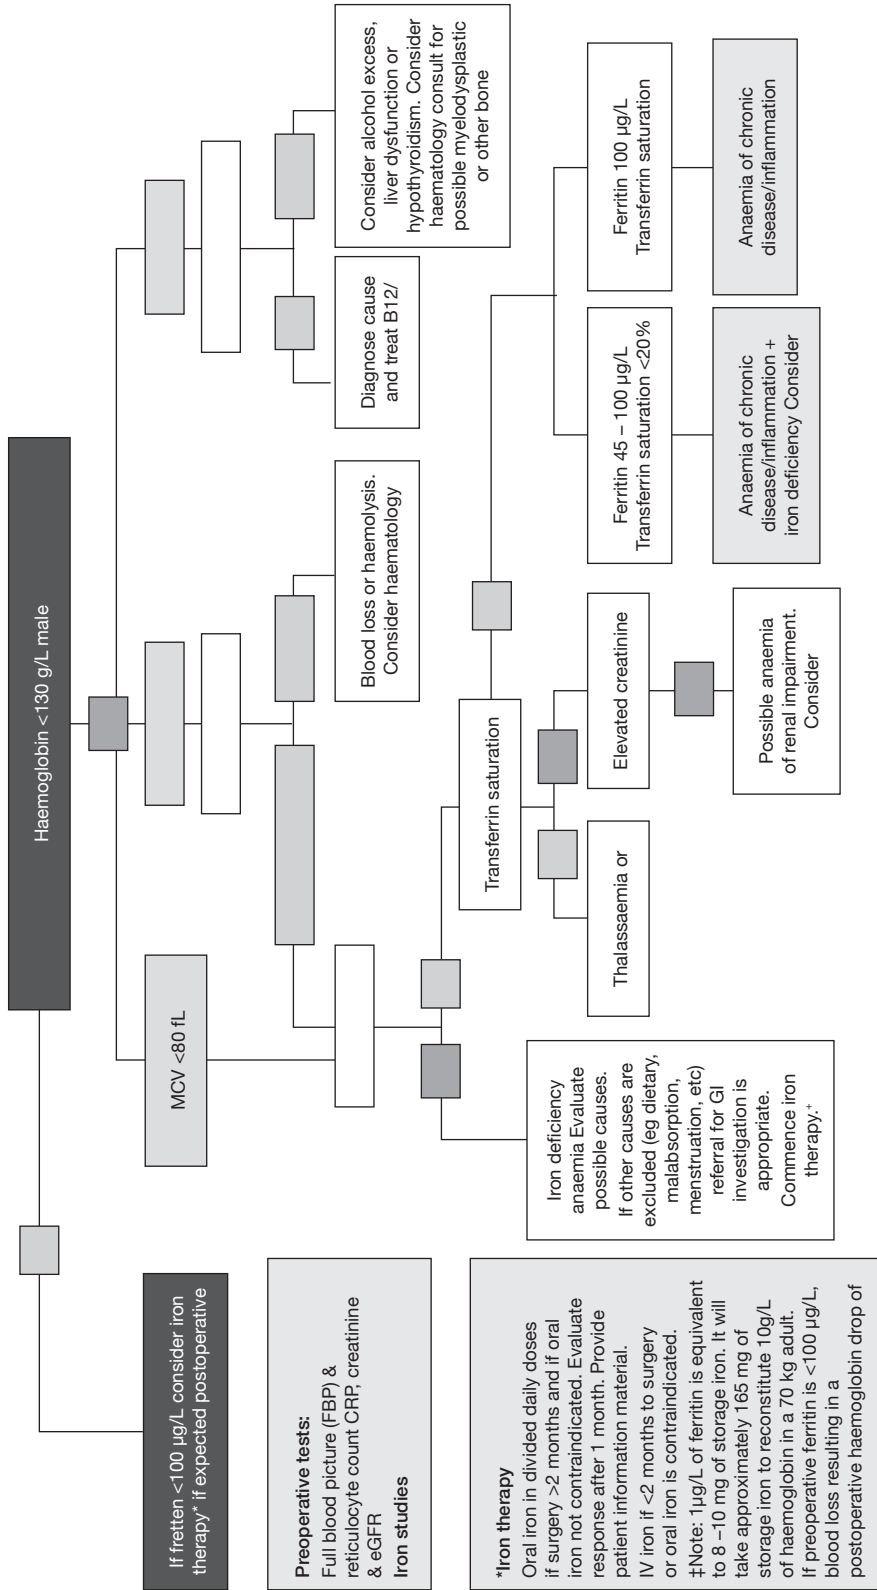 Haemoglobin <130 g/L male
If fretten <100 µg/L consider iron
therapy* if expected postoperative
MCV <80 fL
Preoperative tests:
Full blood picture (FBP) &
reticulocyte count CRP, creatinine
& eGFR
Iron studies
*Iron therapy
Oral iron in divided daily doses
if surgery >2 months and if oral
iron not contraindicated. Evaluate
response after 1 month. Provide
patient information material.
IV iron if <2 months to surgery
or oral iron is contraindicated.
‡Note: 1µg/L of ferritin is equivalent
to 8 –10 mg of storage iron. It will
take approximately 165 mg of
storage iron to reconstitute 10g/L
of haemoglobin in a 70 kg adult.
If preoperative ferritin is <100 µg/L,
blood loss resulting in a
postoperative haemoglobin drop of
Iron deficiency
anaemia Evaluate
possible causes.
If other causes are
excluded (eg dietary,
malabsorption,
menstruation, etc)
referral for GI
investigation is
appropriate.
Commence iron
therapy.⁺
Blood loss or haemolysis.
Consider haematology
Diagnose cause
and treat B12/
Consider alcohol excess,
liver dysfunction or
hypothyroidism. Consider
haematology consult for
possible myelodysplastic
or other bone
Transferrin saturation
Thalassaemia or
Elevated creatinine
Possible anaemia
of renal impairment.
Consider
Ferritin 45 – 100 µg/L
Transferrin saturation <20%
Ferritin 100 µg/L
Transferrin saturation
Anaemia of chronic
disease/inflammation +
iron deficiency Consider
Anaemia of chronic
disease/inflammation